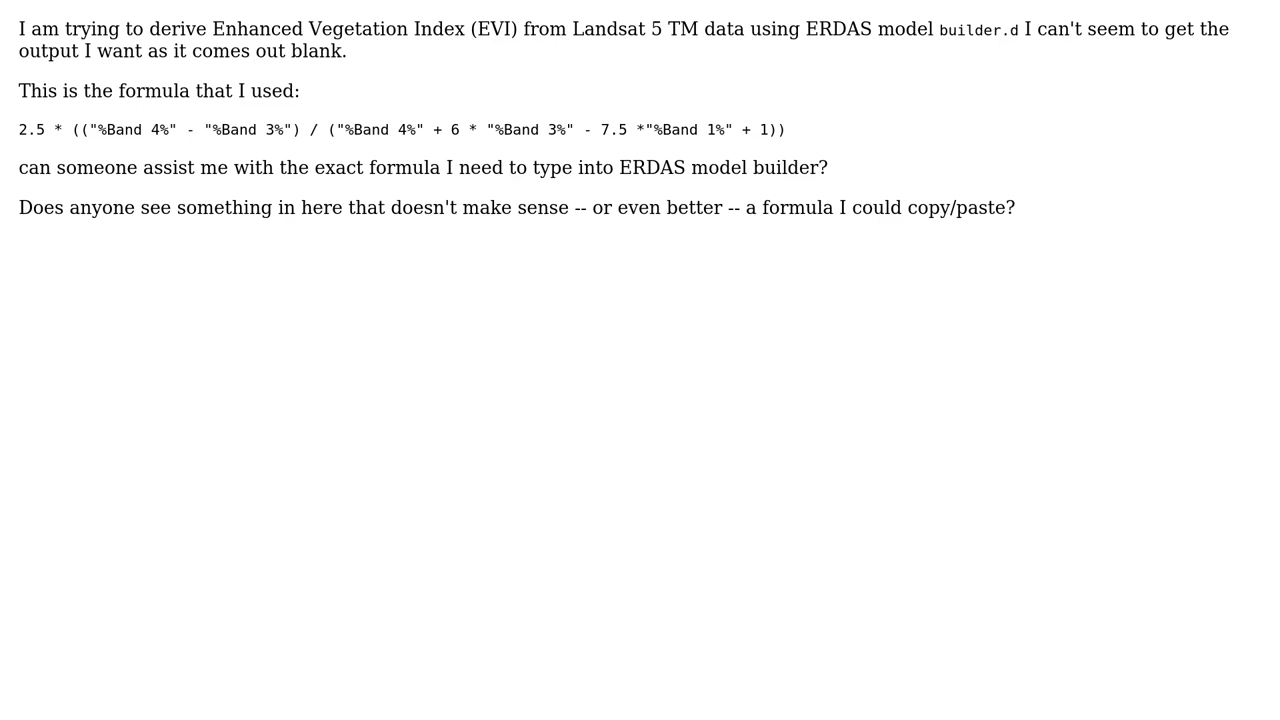 I am trying to derive Enhanced Vegetation Index (EVI) from Landsat 5 TM data using ERDAS model builder.d I can't seem to get the
output I want as it comes out blank.
This is the formula that I used:
2.5 * (("%Band 4%" - "%Band 3%") / ("%Band 4%" + 6 * "%Band 3%" - 7.5 *"%Band 1%" + 1))
can someone assist me with the exact formula I need to type into ERDAS model builder?
Does anyone see something in here that doesn't make sense -- or even better -- a formula I could copy/paste?